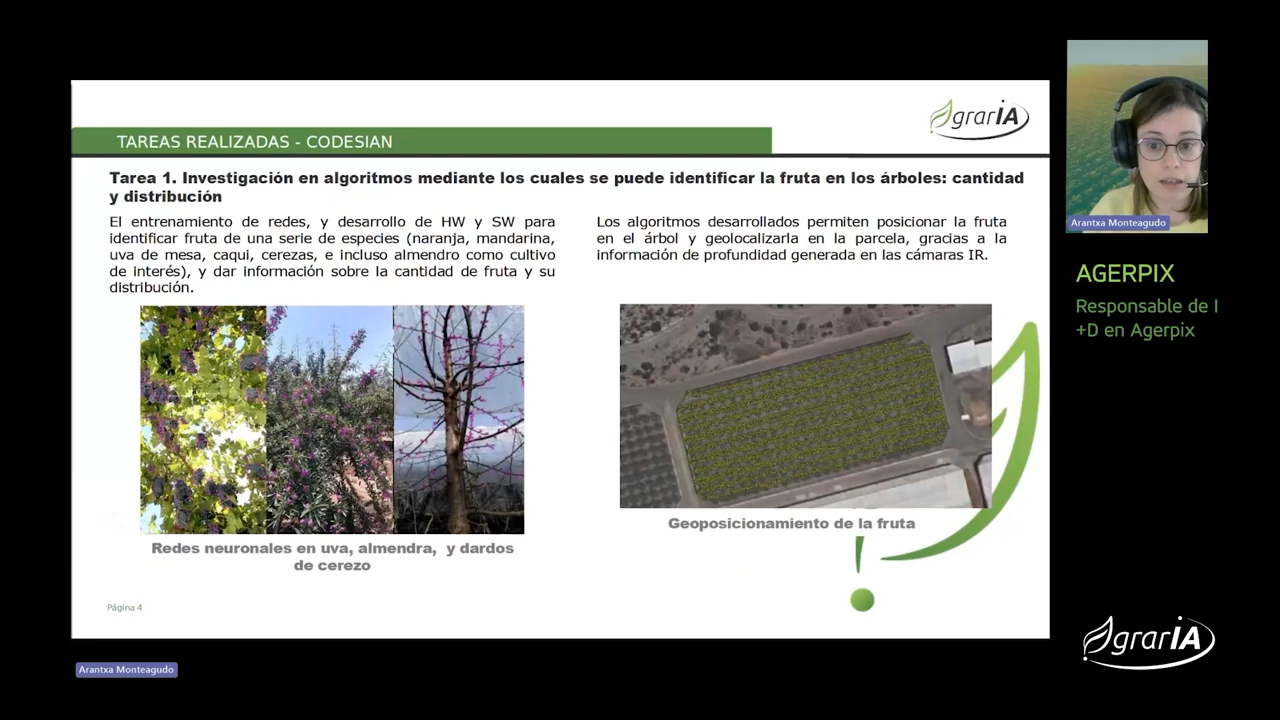 TAREAS REALIZADAS - CODESIAN
grarIA
Tarea 1. Investigación en algoritmos mediante los cuales se puede identificar la fruta en los árboles: cantidad
y distribución
El entrenamiento de redes, y desarrollo de HW y SW para
identificar fruta de una serie de especies (naranja, mandarina,
uva de mesa, caqui, cerezas, e incluso almendro como cultivo
de interés), y dar información sobre la cantidad de fruta y su
distribución.
Los algoritmos desarrollados permiten posicionar la fruta
en el árbol y geolocalizarla en la parcela, gracias a la
información de profundidad generada en las cámaras IR.
Redes neuronales en uva, almendra, y dardos
de cerezo
Geoposicionamiento de la fruta
Página 4
Arantxa Monteagudo
Arantxa Monteagudo
AGERPIX
Responsable de I
+D en Agerpix
grarIA